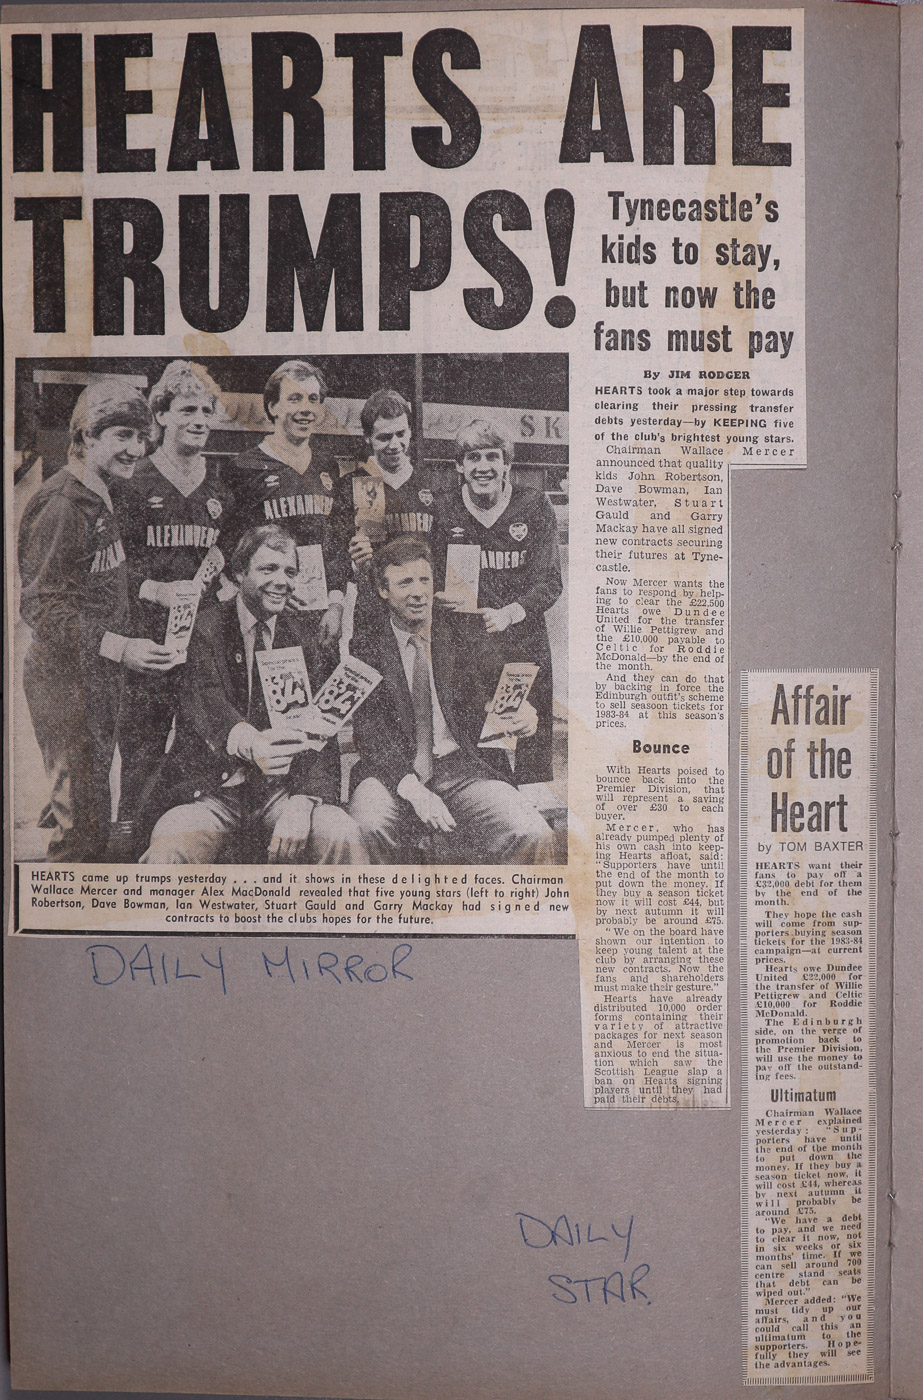 HEARTS ARE
TRUMPS!
Tynecastle's
kids to stay,
but now the
fans must pay
By JIM RODGER
HEARTS took a major step towards
clearing their pressing transfer
debts yesterday—by KEEPING five
of the club's brightest young stars.
Chairman Wallace Mercer
announced that quality
kids John Robertson,
Dave Bowman, Ian
Westwater, Stuart
Gauld and Garry
Mackay have all signed
new contracts securing
their futures at Tyne-
castle.
Now Mercer wants the
fans to respond by help-
ing to clear the £22,500
Hearts owe Dundee
United for the transfer
of Willie Pettigrew and
the £10,000 payable to
Celtic for Roddie
McDonald—by the end of
the month.
And they can do that
by backing in force the
Edinburgh outfit's scheme
to sell season tickets for
1983-84 at this season's
prices.
Bounce
With Hearts poised to
bounce back into the
Premier Division, that
will represent a saving
of over £30 to each
buyer.
Mercer, who has
already pumped plenty of
his own cash into keep-
ing Hearts afloat, said:
"Supporters have until
the end of the month to
put down the money. If
they buy a season ticket
now it will cost £44, but
by next autumn it will
probably be around £75.
"We on the board have
shown our intention to
keep young talent at the
club by arranging these
new contracts. Now the
fans and shareholders
must make their gesture."
Hearts have already
distributed 10,000 order
forms containing their
variety of attractive
packages for next season
and Mercer is most
anxious to end the situa-
tion which saw the
Scottish League slap a
ban on Hearts signing
players until they had
paid their debts.
SK
ALEXANDERS
ALEXANDERS
ANDERS
ANDERS
84
84
84
84
HEARTS came up trumps yesterday . . . and it shows in these delighted faces. Chairman
Wallace Mercer and manager Alex MacDonald revealed that five young stars (left to right) John
Robertson, Dave Bowman, Ian Westwater, Stuart Gauld and Garry Mackay had signed new
contracts to boost the clubs hopes for the future.
DAILY MIRROR
Affair
of the
Heart
by TOM BAXTER
HEARTS want their
fans to pay off a
£32,000 debt for them
by the end of the
month.
They hope the cash
will come from sup-
porters buying season
tickets for the 1983-84
campaign—at current
prices.
Hearts owe Dundee
United £22,000 for
the transfer of Willie
Pettigrew and Celtic
£10,000 for Roddie
McDonald.
The Edinburgh
side, on the verge of
promotion back to
the Premier Division,
will use the money to
pay off the outstand-
ing fees.
Ultimatum
Chairman Wallace
Mercer explained
yesterday: "Sup-
porters have until
the end of the month
to put down the
money. If they buy a
season ticket now, it
will cost £44, whereas
by next autumn it
will probably be
around £75.
"We have a debt
to pay, and we need
to clear it now, not
in six weeks or six
months' time. If we
can sell around 700
centre stand seats
that debt can be
wiped out."
Mercer added: "We
must tidy up our
affairs, and you
could call this an
ultimatum to the
supporters. Hope-
fully they will see
the advantages.
DAILY
STAR.